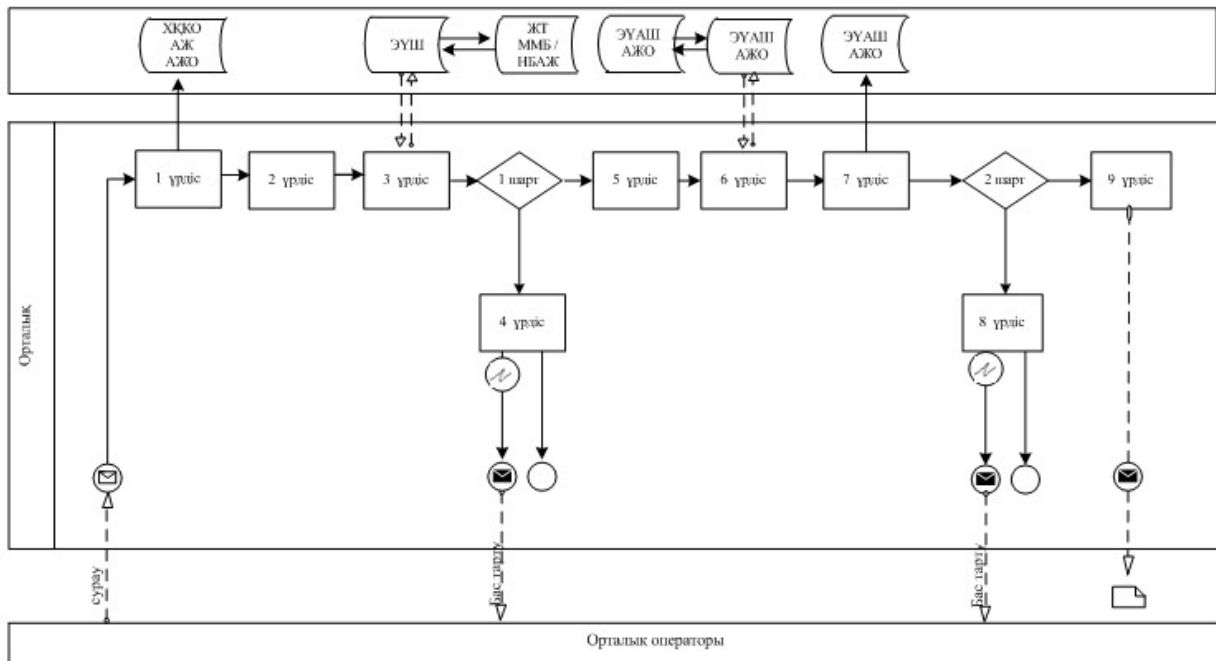 ХҚКО
АЖ
АЖО
ЭҮШ
ЖТ
ММБ /
НБАЖ
ЭҮАШ
АЖО
ЭҮАШ
АЖО
ЭҮАШ
АЖО
Орталық
1 үрдіс
2 үрдіс
3 үрдіс
1 шарт
5 үрдіс
6 үрдіс
7 үрдіс
2 шарт
9 үрдіс
4 үрдіс
8 үрдіс
сұрау
Бас тарту
Бас тарту
Орталық операторы